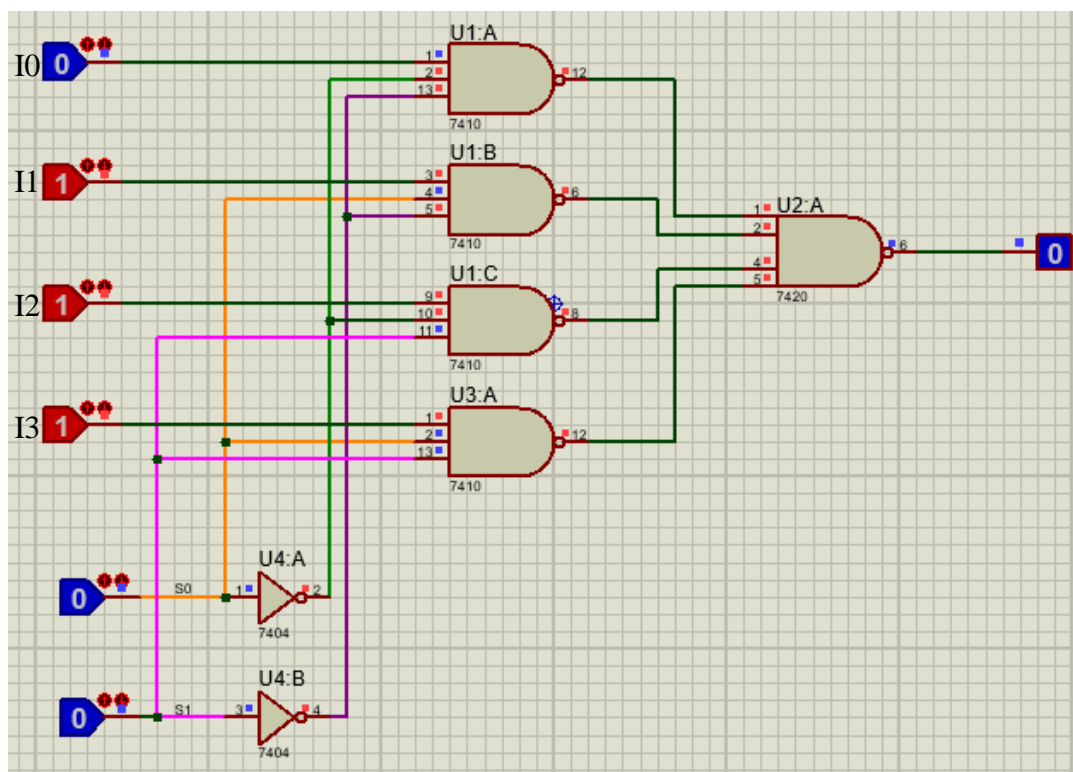 U1:A
I0 0 1 2 13 12
7410
U1:B
I1 1 3 4 5 6
7410
U2:A
1 2 4 5 6 0
7420
U1:C
I2 1 9 10 11 8
7410
U3:A
I3 1 1 2 13 12
7410
U4:A
0 S0 1 2
7404
U4:B
0 S1 3 4
7404